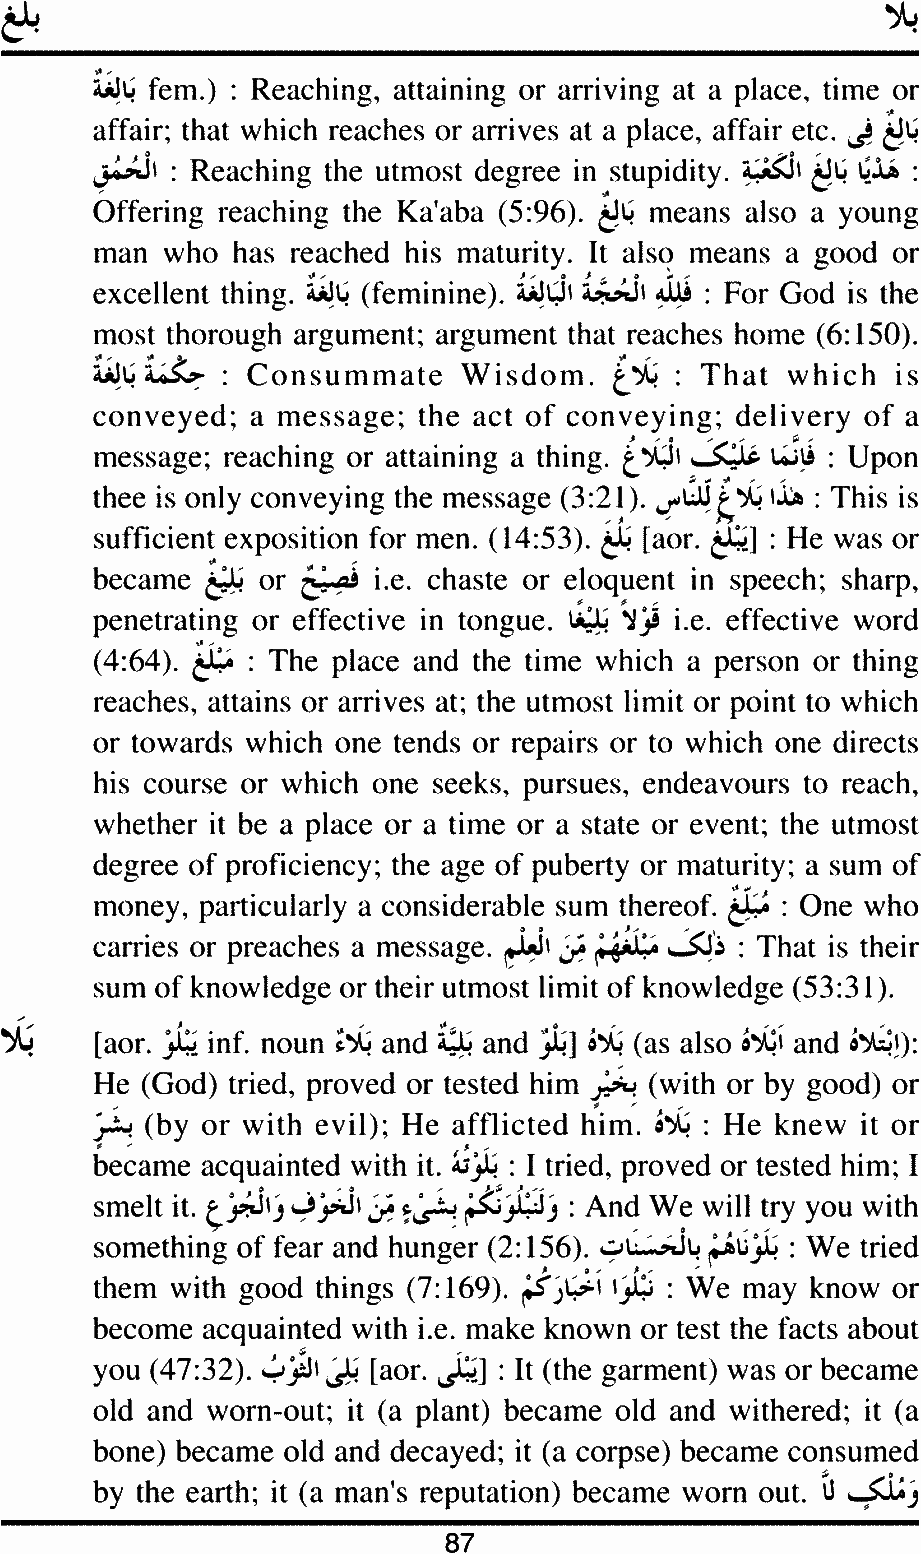 بلغ بلا
بَالِغَةٌ fem.) : Reaching, attaining or arriving at a place, time or
affair; that which reaches or arrives at a place, affair etc. بَالِغٌ فِى
الْحُمُقِ : Reaching the utmost degree in stupidity. هَدْيًا بَالِغَ الْكَعْبَةِ :
Offering reaching the Ka'aba (5:96). بَالِغٌ means also a young
man who has reached his maturity. It also means a good or
excellent thing. بَالِغَةٌ (feminine). فَلِلّٰهِ الْحُجَّةُ الْبَالِغَةُ : For God is the
most thorough argument; argument that reaches home (6:150).
حِكْمَةٌ بَالِغَةٌ : Consummate Wisdom. بَلَاغٌ : That which is
conveyed; a message; the act of conveying; delivery of a
message; reaching or attaining a thing. فَاِنَّمَا عَلَيْكَ الْبَلَاغُ : Upon
thee is only conveying the message (3:21). هٰذَا بَلَاغٌ لِّلنَّاسِ : This is
sufficient exposition for men. (14:53). بَلُغَ [aor. يَبْلُغُ] : He was or
became بَلِيْغٌ or فَصِيْحٌ i.e. chaste or eloquent in speech; sharp,
penetrating or effective in tongue. قَوْلًا بَلِيْغًا i.e. effective word
(4:64). مَبْلَغٌ : The place and the time which a person or thing
reaches, attains or arrives at; the utmost limit or point to which
or towards which one tends or repairs or to which one directs
his course or which one seeks, pursues, endeavours to reach,
whether it be a place or a time or a state or event; the utmost
degree of proficiency; the age of puberty or maturity; a sum of
money, particularly a considerable sum thereof. مُبَلِّغٌ : One who
carries or preaches a message. ذٰلِكَ مَبْلَغُهُمْ مِّنَ الْعِلْمِ : That is their
sum of knowledge or their utmost limit of knowledge (53:31).
بَلَا [aor. يَبْلُوْ inf. noun بَلَاءٌ and بَلِيَّةٌ and بَلْوٌ] بَلَاهُ (as also اَبْلَاهُ and اِبْتَلَاهُ):
He (God) tried, proved or tested him بِخَيْرٍ (with or by good) or
بِشَرٍّ (by or with evil); He afflicted him. بَلَاهُ : He knew it or
became acquainted with it. بَلَوْتُهُ : I tried, proved or tested him; I
smelt it. وَلَنَبْلُوَنَّكُمْ بِشَىْءٍ مِّنَ الْخَوْفِ وَالْجُوْعِ : And We will try you with
something of fear and hunger (2:156). بَلَوْنَاهُمْ بِالْحَسَنَاتِ : We tried
them with good things (7:169). نَبْلُوَا اَخْبَارَكُمْ : We may know or
become acquainted with i.e. make known or test the facts about
you (47:32). بَلِىَ الثَّوْبُ [aor. يَبْلٰى] : It (the garment) was or became
old and worn-out; it (a plant) became old and withered; it (a
bone) became old and decayed; it (a corpse) became consumed
by the earth; it (a man's reputation) became worn out. وَمُلْكٍ لَّا
87